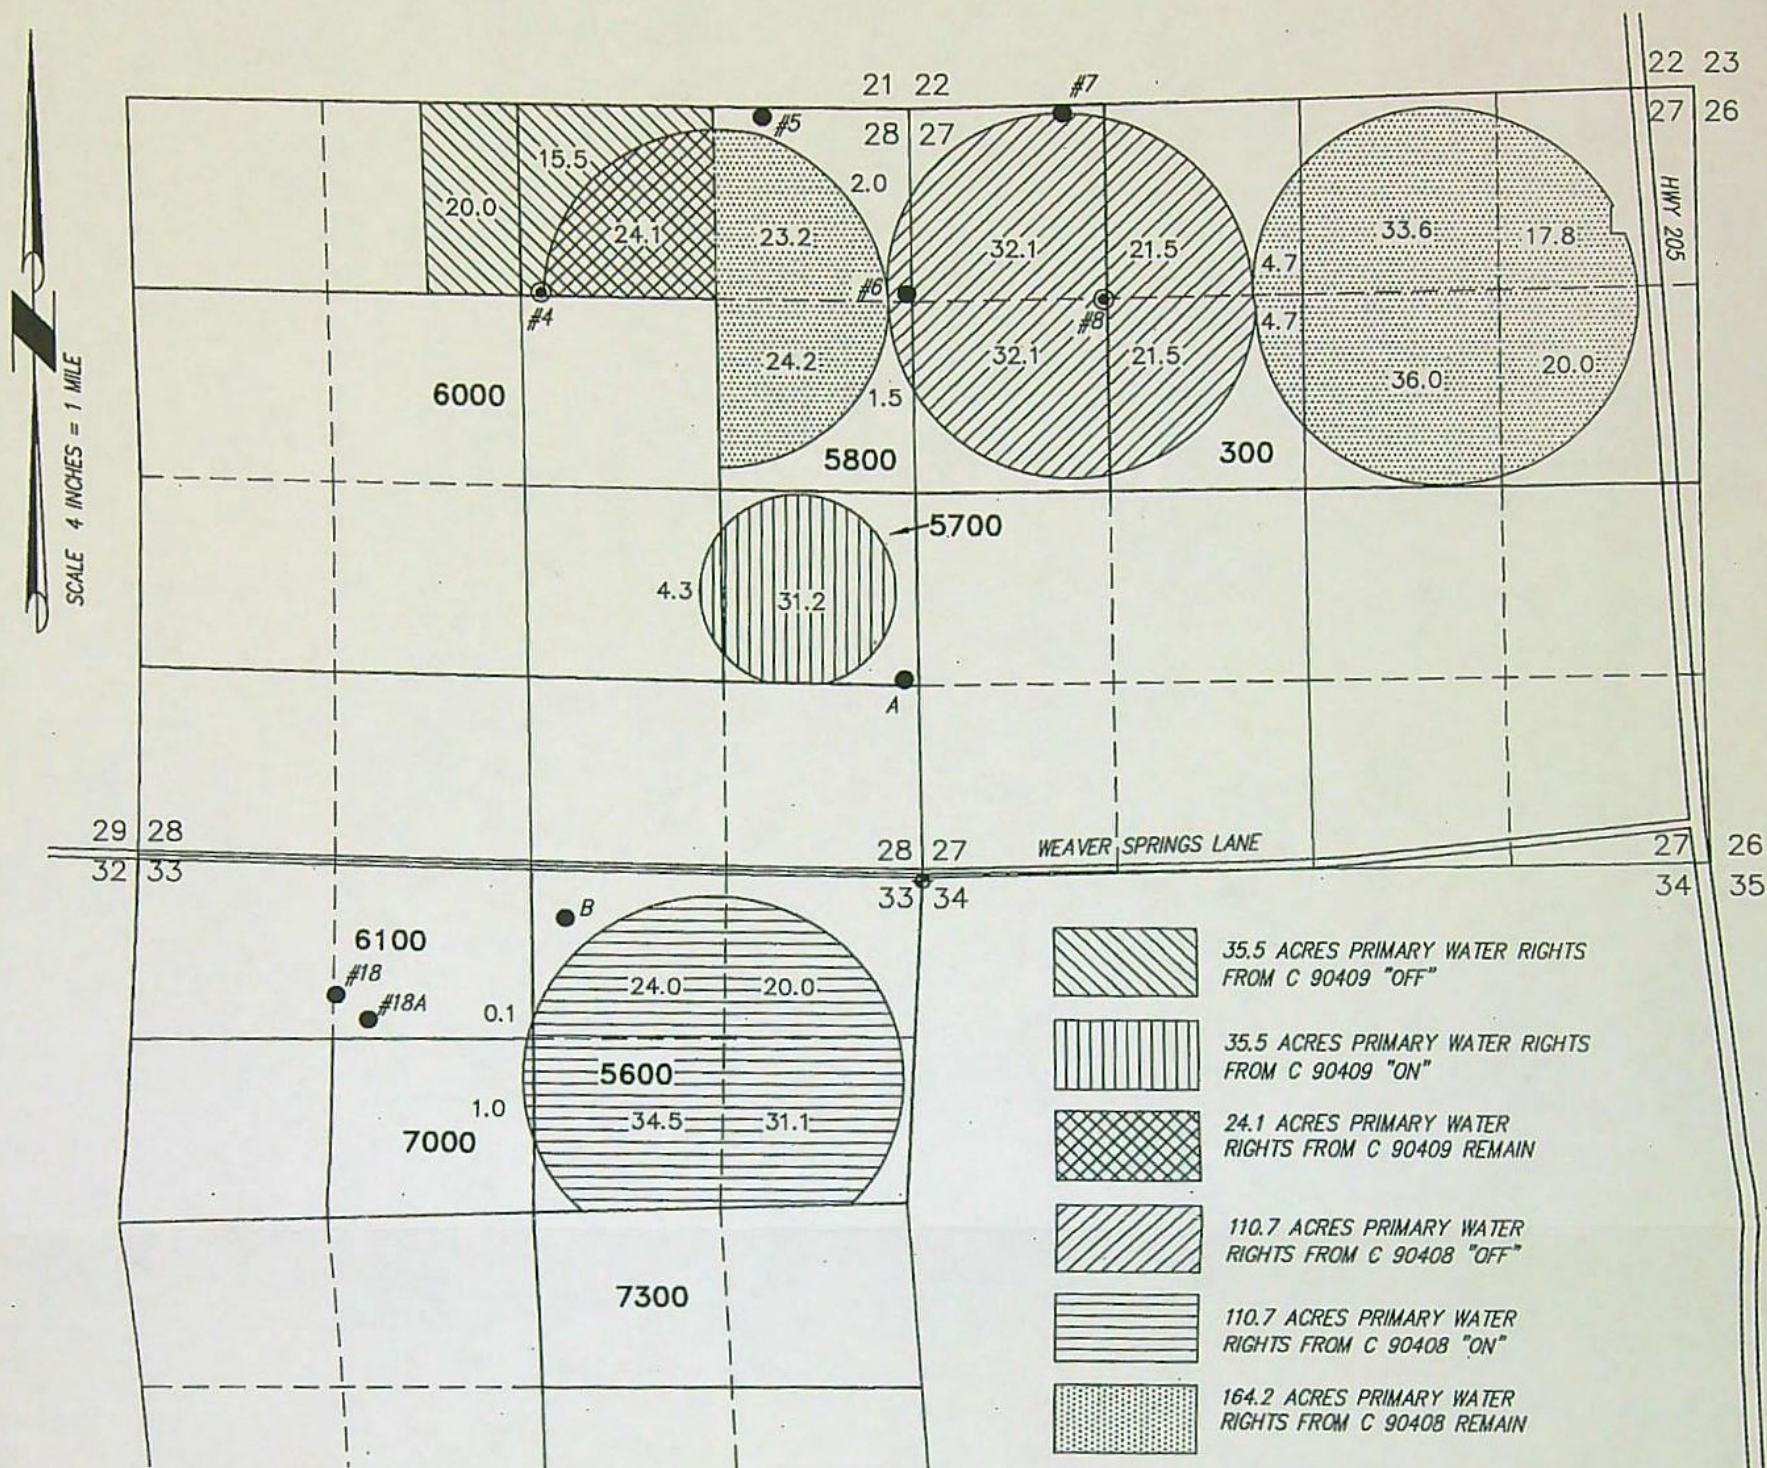 22 23
21 22
#7
27 26
#5
28 27
15.5
2.0
20.0
HWY 205
24.1
23.2
32.1
21.5
4.7
33.6
17.8
#6
#4
#8
4.7
SCALE 4 INCHES = 1 MILE
24.2
32.1
21.5
36.0
20.0
6000
1.5
5800
300
5700
4.3
31.2
A
29 28
28 27
WEAVER SPRINGS LANE
27 26
32 33
33 34
34 35
B
6100
#18
#18A
0.1
24.0
20.0
5600
1.0
34.5
31.1
7000
7300
35.5 ACRES PRIMARY WATER RIGHTS
FROM C 90409 "OFF"
35.5 ACRES PRIMARY WATER RIGHTS
FROM C 90409 "ON"
24.1 ACRES PRIMARY WATER
RIGHTS FROM C 90409 REMAIN
110.7 ACRES PRIMARY WATER
RIGHTS FROM C 90408 "OFF"
110.7 ACRES PRIMARY WATER
RIGHTS FROM C 90408 "ON"
164.2 ACRES PRIMARY WATER
RIGHTS FROM C 90408 REMAIN